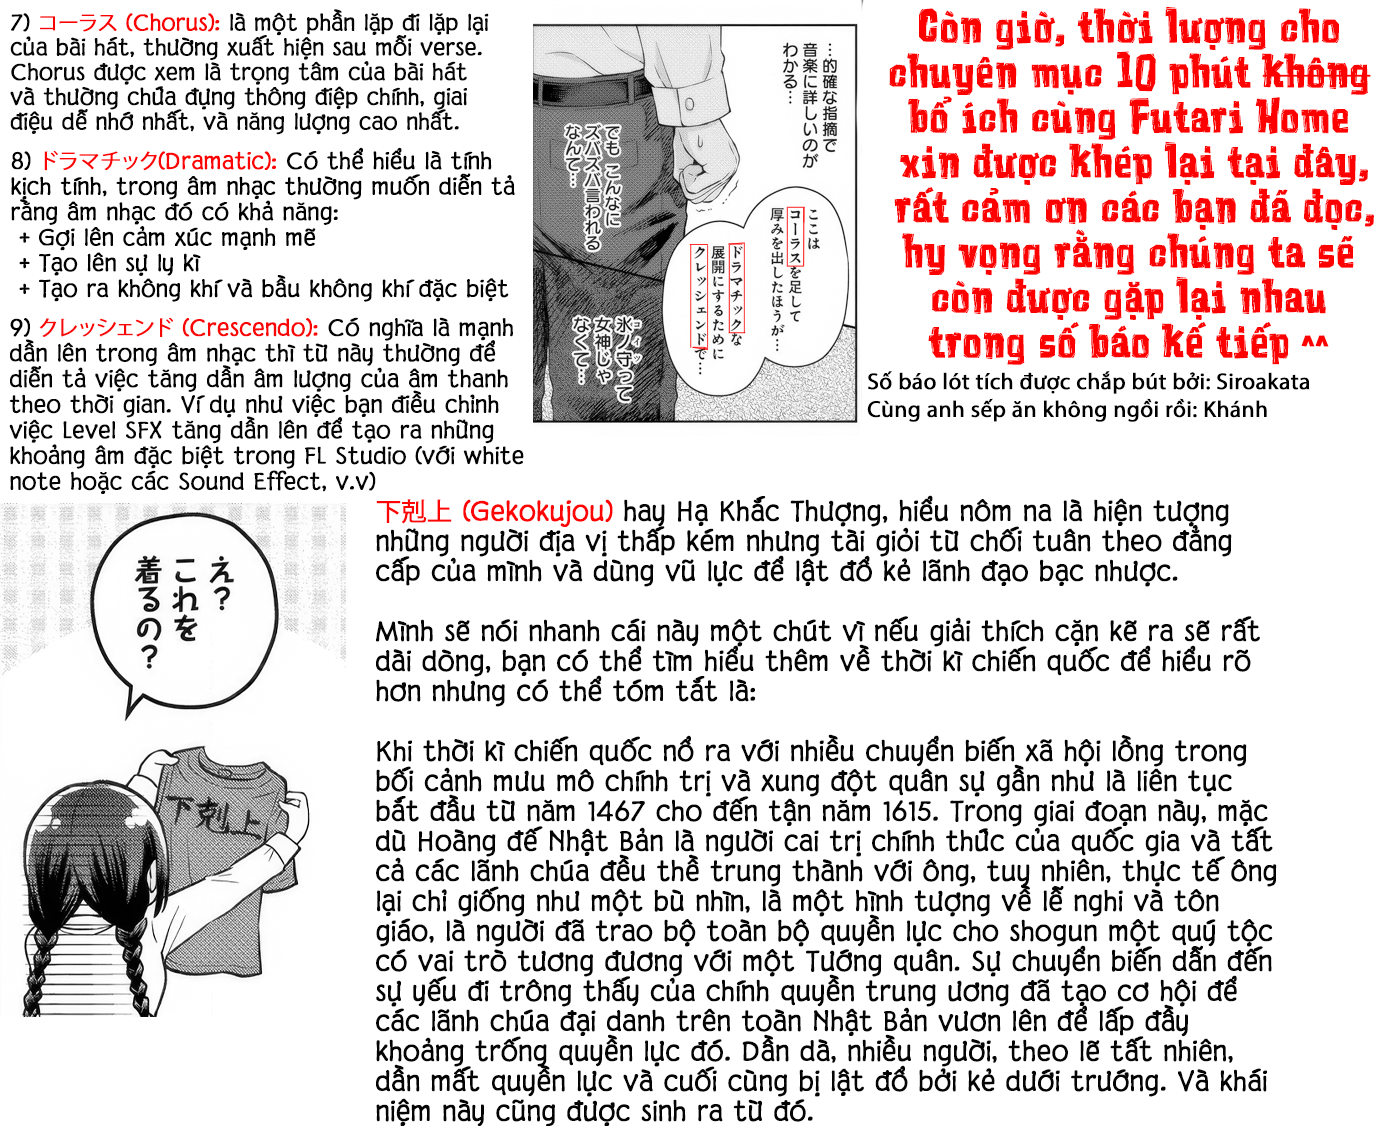 7) コーラス (Chorus): là một phần lặp đi lặp lại
của bài hát, thường xuất hiện sau mỗi verse.
Chorus được xem là trọng tâm của bài hát
và thường chứa đựng thông điệp chính, giai
điệu dễ nhớ nhất, và năng lượng cao nhất.
8) ドラマチック(Dramatic): Có thể hiểu là tính
kịch tính, trong âm nhạc thường muốn diễn tả
rằng âm nhạc đó có khả năng:
+ Gợi lên cảm xúc mạnh mẽ
+ Tạo lên sự ly kì
+ Tạo ra không khí và bầu không khí đặc biệt
9) クレッシェンド (Crescendo): Có nghĩa là mạnh
dần lên trong âm nhạc thì từ này thường để
diễn tả việc tăng dần âm lượng của âm thanh
theo thời gian. Ví dụ như việc bạn điều chỉnh
việc Level SFX tăng dần lên để tạo ra những
khoảng âm đặc biệt trong FL Studio (với white
note hoặc các Sound Effect, v.v)
…的確な指摘で
音楽に詳しいのが
わかる…
でも こんなに
ズバズバ言われる
なんて…
ここは
コーラスを足して
厚みを出したほうが…
ドラマチックな
展開にするために
クレッシェンドで…
氷ノ守って
女神じゃ
なくて…
Còn giờ, thời lượng cho
chuyên mục 10 phút không
bổ ích cùng Futari Home
xin được khép lại tại đây,
rất cảm ơn các bạn đã đọc,
hy vọng rằng chúng ta sẽ
còn được gặp lại nhau
trong số báo kế tiếp ^^
Số báo lót tích được chắp bút bởi: Siroakata
Cùng anh sếp ăn không ngồi rồi: Khánh
え?
これを
着るの?
下剋上
下剋上 (Gekokujou) hay Hạ Khắc Thượng, hiểu nôm na là hiện tượng
những người địa vị thấp kém nhưng tài giỏi từ chối tuân theo đẳng
cấp của mình và dùng vũ lực để lật đổ kẻ lãnh đạo bạc nhược.
Mình sẽ nói nhanh cái này một chút vì nếu giải thích cặn kẽ ra sẽ rất
dài dòng, bạn có thể tìm hiểu thêm về thời kì chiến quốc để hiểu rõ
hơn nhưng có thể tóm tắt là:
Khi thời kì chiến quốc nổ ra với nhiều chuyển biến xã hội lồng trong
bối cảnh mưu mô chính trị và xung đột quân sự gần như là liên tục
bắt đầu từ năm 1467 cho đến tận năm 1615. Trong giai đoạn này, mặc
dù Hoàng đế Nhật Bản là người cai trị chính thức của quốc gia và tất
cả các lãnh chúa đều thề trung thành với ông, tuy nhiên, thực tế ông
lại chỉ giống như một bù nhìn, là một hình tượng về lễ nghi và tôn
giáo, là người đã trao bộ toàn bộ quyền lực cho shogun một quý tộc
có vai trò tương đương với một Tướng quân. Sự chuyển biến dẫn đến
sự yếu đi trông thấy của chính quyền trung ương đã tạo cơ hội để
các lãnh chúa đại danh trên toàn Nhật Bản vươn lên để lấp đầy
khoảng trống quyền lực đó. Dần dà, nhiều người, theo lẽ tất nhiên,
dần mất quyền lực và cuối cùng bị lật đổ bởi kẻ dưới trướng. Và khái
niệm này cũng được sinh ra từ đó.